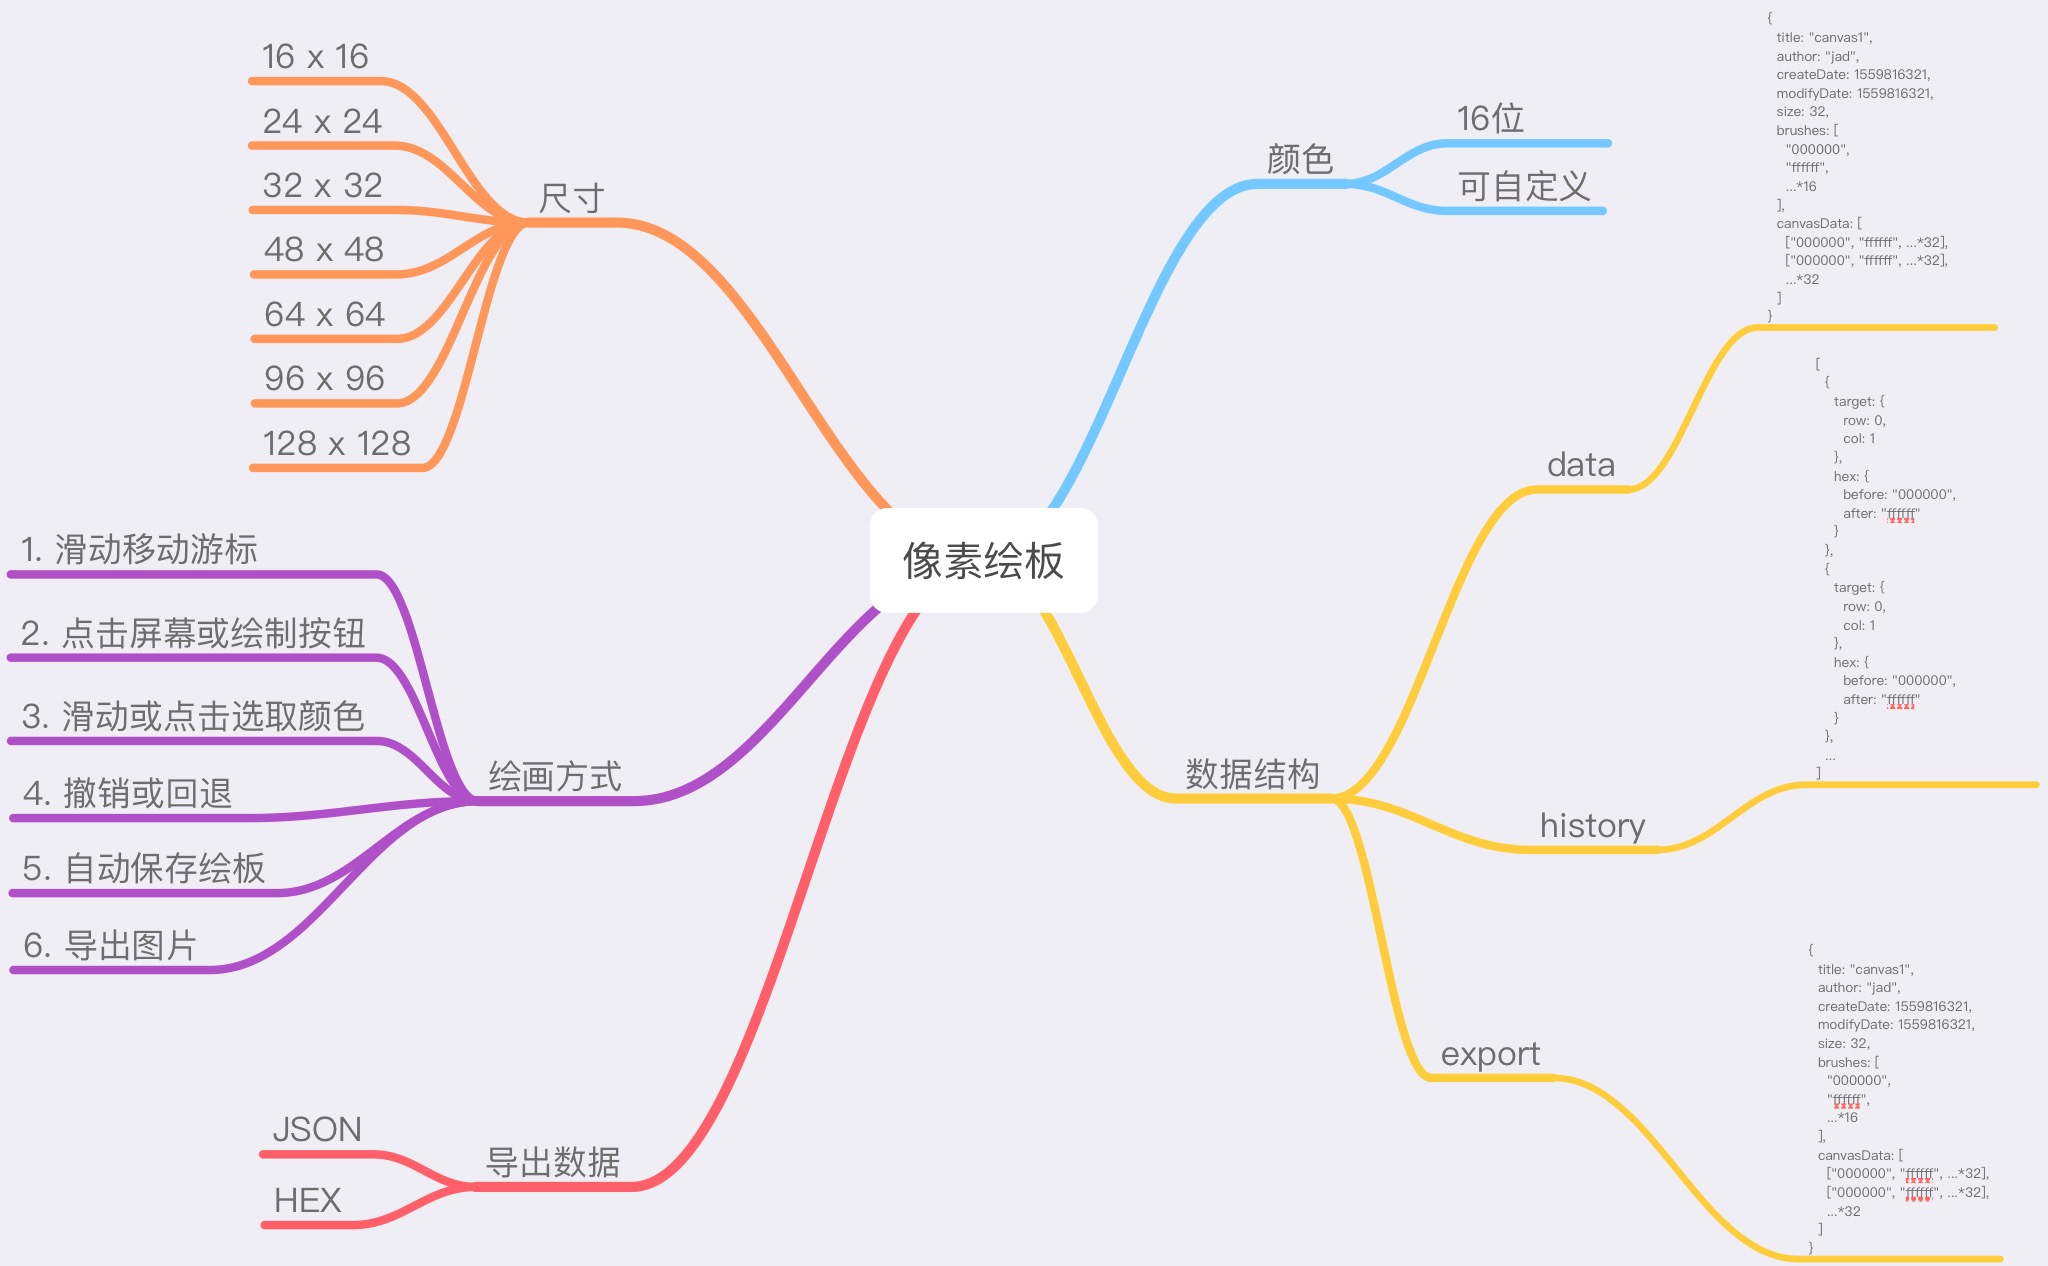 像素绘板
尺寸
16 x 16
24 x 24
32 x 32
48 x 48
64 x 64
96 x 96
128 x 128
绘画方式
1. 滑动移动游标
2. 点击屏幕或绘制按钮
3. 滑动或点击选取颜色
4. 撤销或回退
5. 自动保存绘板
6. 导出图片
导出数据
JSON
HEX
颜色
16位
可自定义
数据结构
data
{
title: "canvas1",
author: "jad",
createDate: 1559816321,
modifyDate: 1559816321,
size: 32,
brushes: [
"000000",
"ffffff",
...*16
],
canvasData: [
["000000", "ffffff", ...*32],
["000000", "ffffff", ...*32],
...*32
]
}
history
[
{
target: {
row: 0,
col: 1
},
hex: {
before: "000000",
after: "ffffff"
}
},
{
target: {
row: 0,
col: 1
},
hex: {
before: "000000",
after: "ffffff"
}
},
...
]
export
{
title: "canvas1",
author: "jad",
createDate: 1559816321,
modifyDate: 1559816321,
size: 32,
brushes: [
"000000",
"ffffff",
...*16
],
canvasData: [
["000000", "ffffff", ...*32],
["000000", "ffffff", ...*32],
...*32
]
}